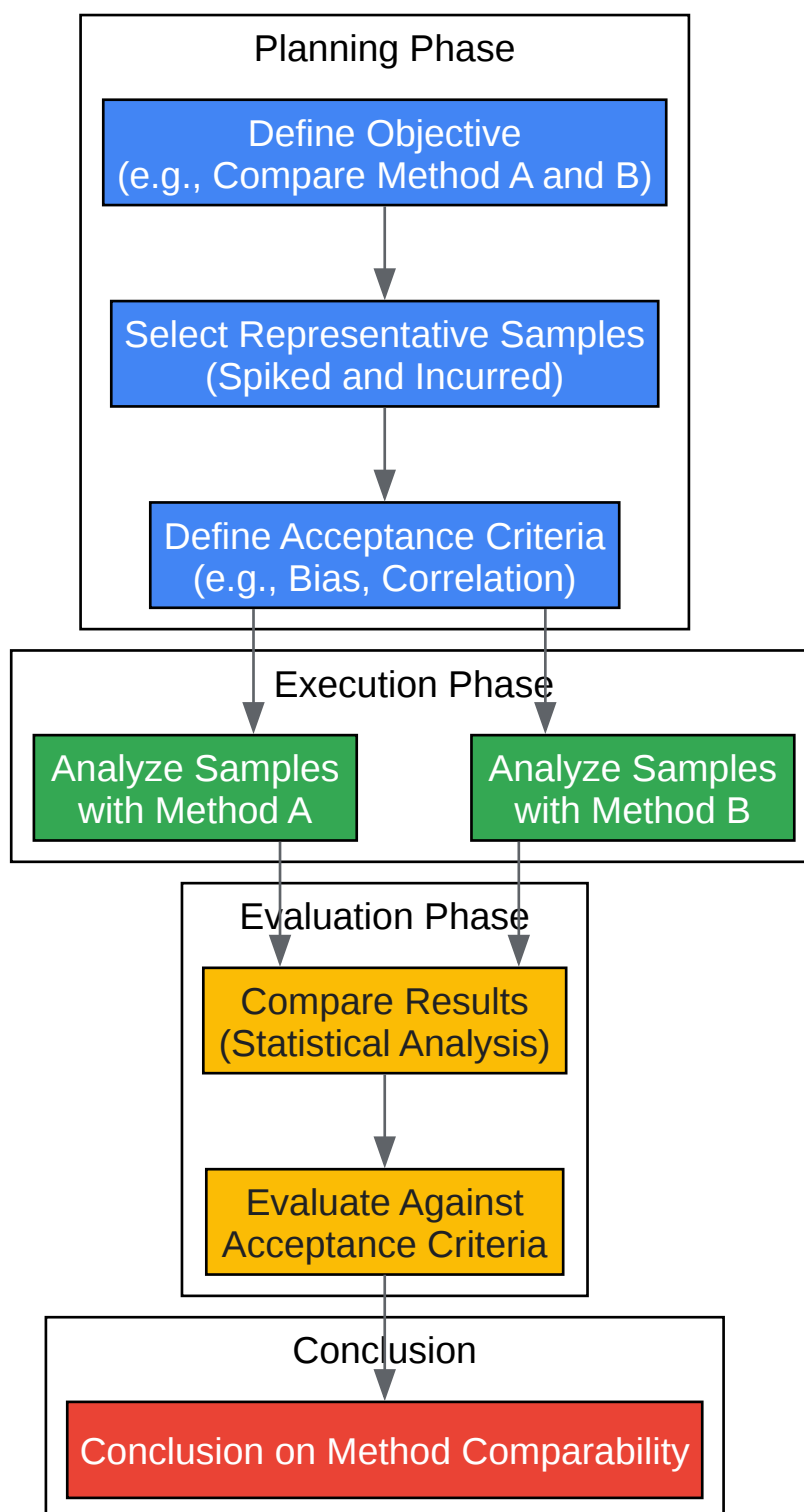 Planning Phase
Define Objective
(e.g., Compare Method A and B)
Select Representative Samples
(Spiked and Incurred)
Define Acceptance Criteria
(e.g., Bias, Correlation)
Execution Phase
Analyze Samples
with Method A
Analyze Samples
with Method B
Evaluation Phase
Compare Results
(Statistical Analysis)
Evaluate Against
Acceptance Criteria
Conclusion
Conclusion on Method Comparability